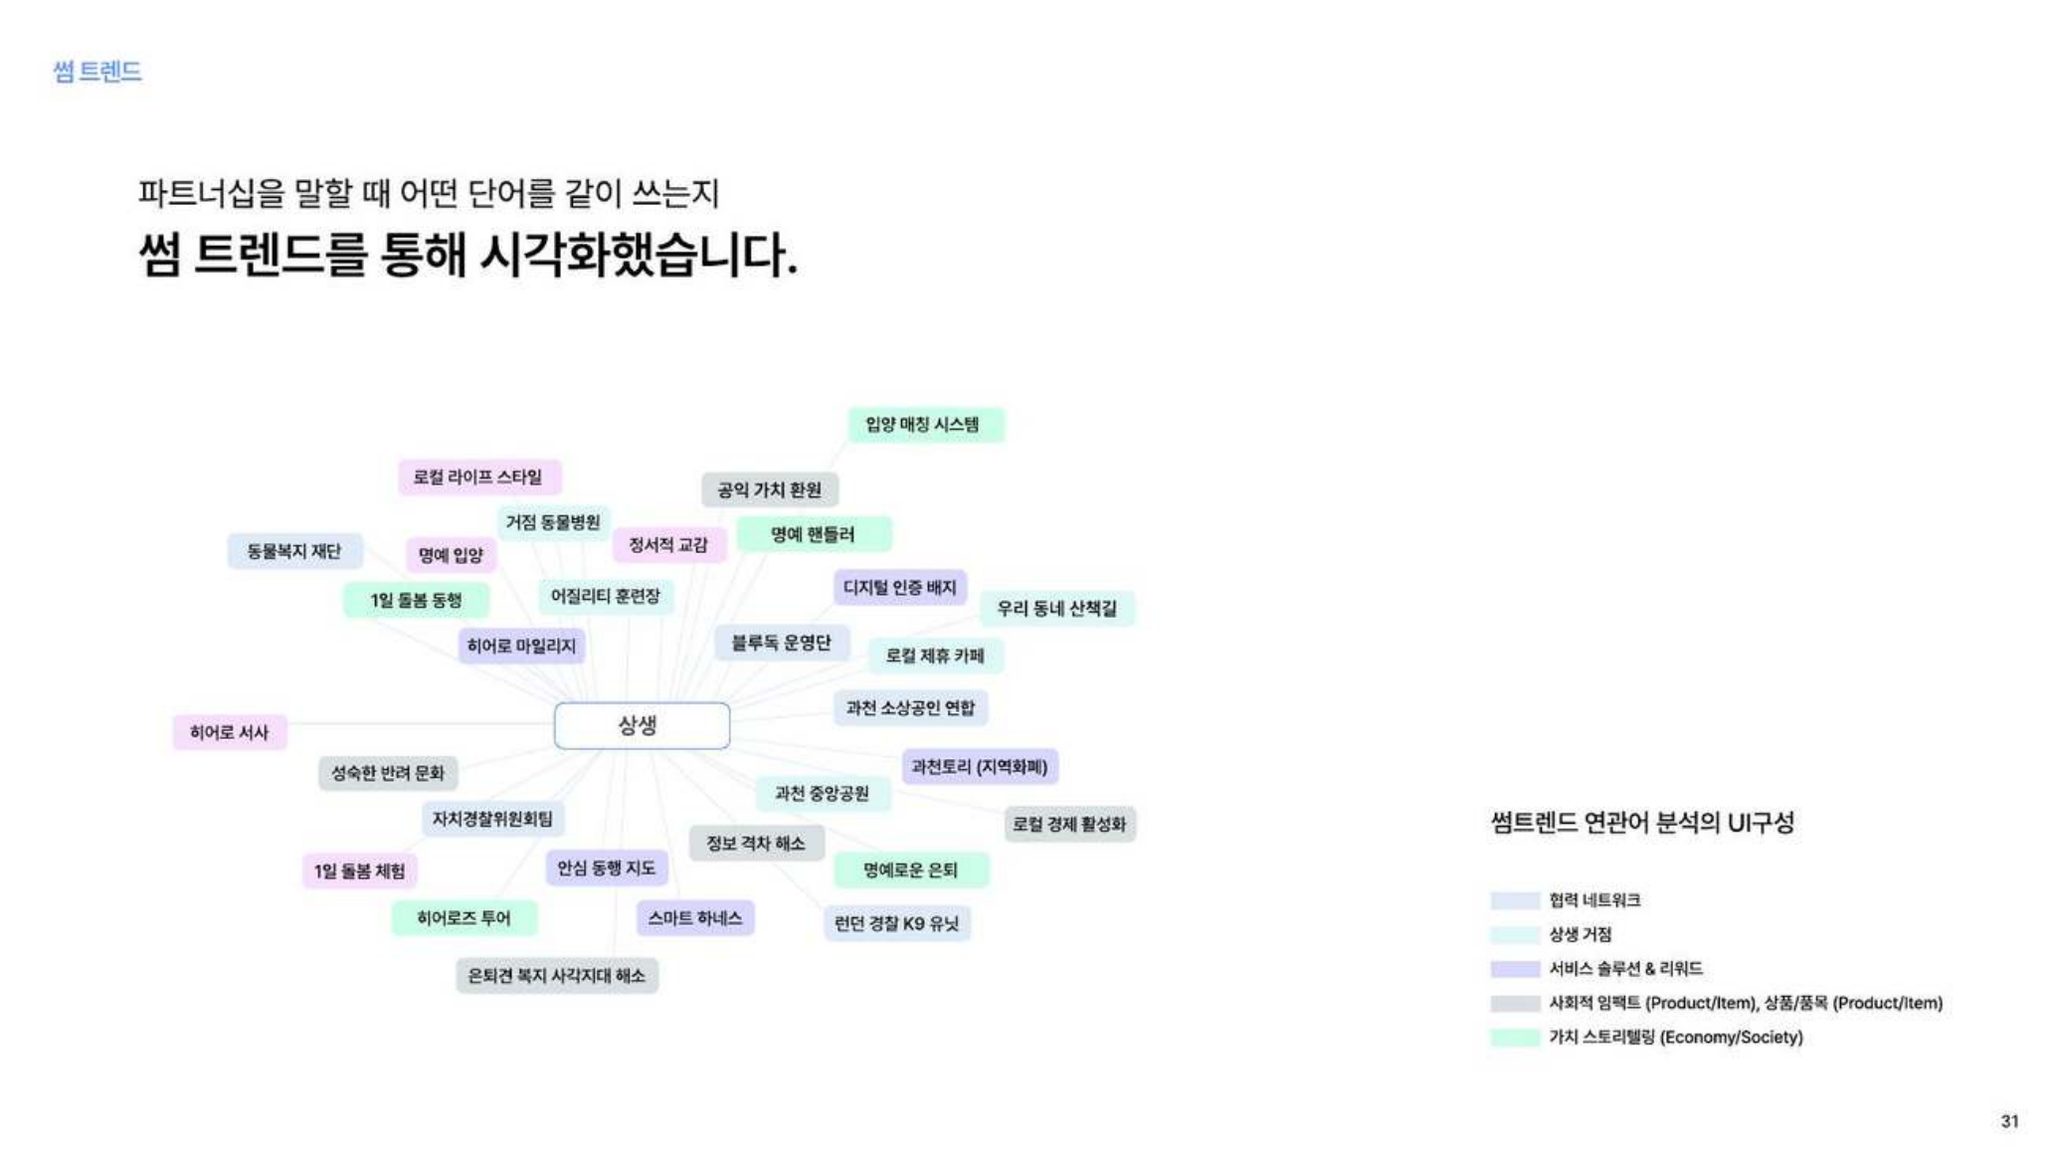 썸 트렌드
파트너십을 말할 때 어떤 단어를 같이 쓰는지
썸 트렌드를 통해 시각화했습니다.
입양 매칭 시스템
로컬 라이프 스타일
공익 가치 환원
거점 동물병원
정서적 교감
명예 핸들러
동물복지 재단
명예 입양
1일 돌봄 동행
어질리티 훈련장
디지털 인증 배지
우리 동네 산책길
히어로 마일리지
블루독 운영단
로컬 제휴 카페
과천 소상공인 연합
히어로 서사
상생
성숙한 반려 문화
과천토리 (지역화폐)
과천 중앙공원
자치경찰위원회팀
로컬 경제 활성화
정보 격차 해소
1일 돌봄 체험
안심 동행 지도
명예로운 은퇴
히어로즈 투어
스마트 하네스
런던 경찰 K9 유닛
은퇴견 복지 사각지대 해소
썸트렌드 연관어 분석의 UI구성
협력 네트워크
상생 거점
서비스 솔루션 & 리워드
사회적 임팩트 (Product/Item), 상품/품목 (Product/Item)
가치 스토리텔링 (Economy/Society)
31